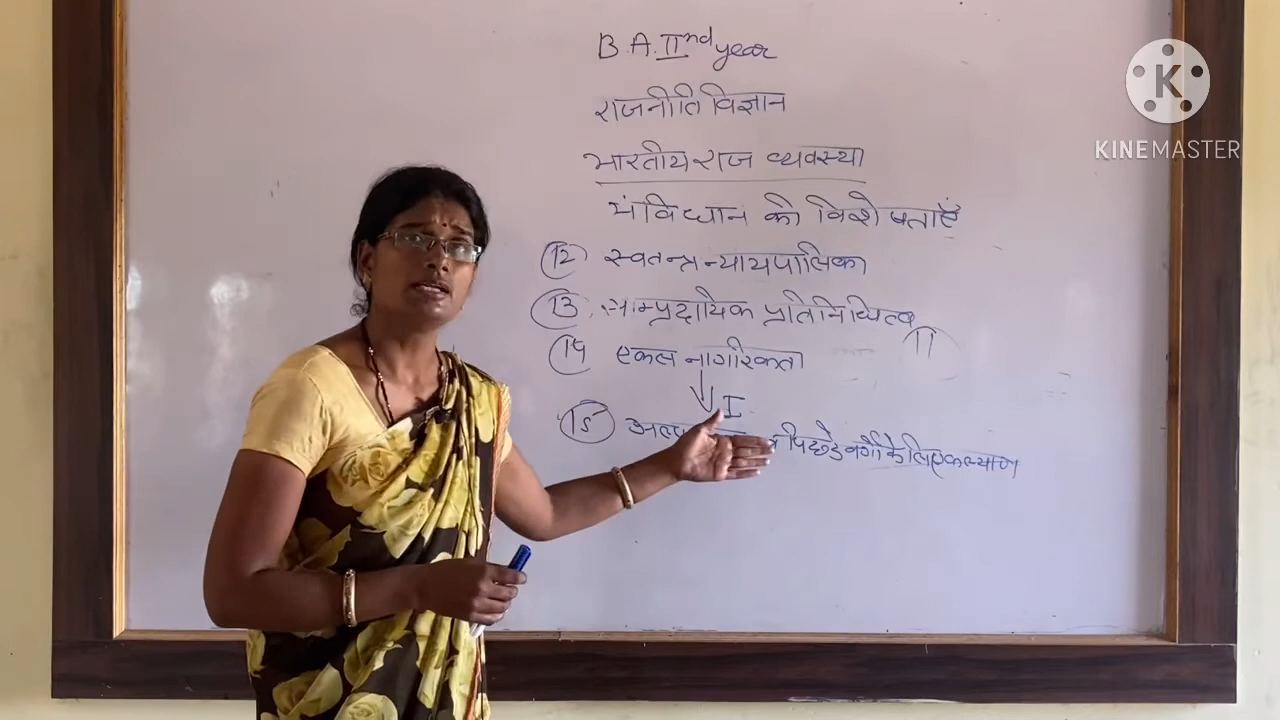 B.A. IInd year
राजनीति विज्ञान
भारतीय राज व्यवस्था
संविधान की विशेषताएँ
12 स्वतन्त्र न्यायपालिका
13 साम्प्रदायिक प्रतिनिधित्व
11
14 एकल नागरिकता
I
15 पिछडे वर्गो के लिए कल्याण
K
KINEMASTER